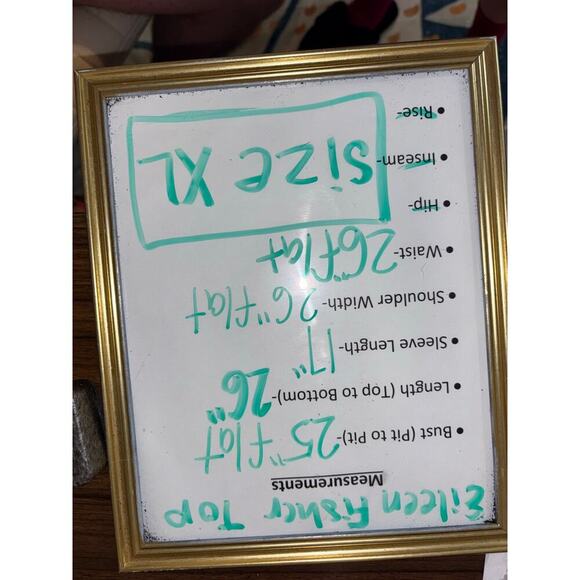 Eileen Fisher Top
Measurements
• Bust (Pit to Pit)- 25" flat
• Length (Top to Bottom)- 26"
• Sleeve Length- 17"
• Shoulder Width- 26" flat
• Waist- 26" flat
• Hip-
• Inseam-
• Rise-
Size XL